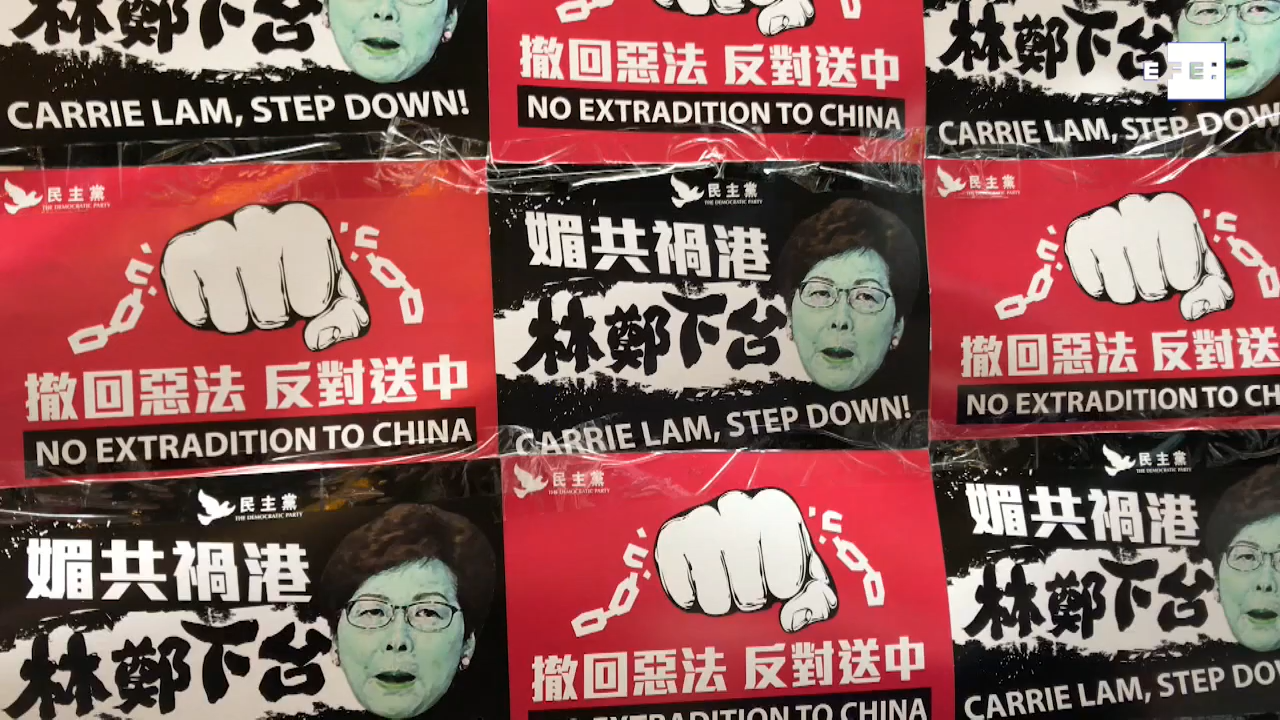 林鄭下台
CARRIE LAM, STEP DOWN!
撤回惡法 反對送中
NO EXTRADITION TO CHINA
林鄭下台
CARRIE LAM, STEP DOW
EFE:
民主黨
THE DEMOCRATIC PARTY
撤回惡法 反對送中
NO EXTRADITION TO CHINA
民主黨
THE DEMOCRATIC PARTY
媚共禍港
林鄭下台
CARRIE LAM, STEP DOWN!
民主黨
THE DEMOCRATIC PARTY
撤回惡法 反對送
NO EXTRADITION TO CH
民主黨
THE DEMOCRATIC PARTY
媚共禍港
林鄭下台
民主黨
THE DEMOCRATIC PARTY
撤回惡法 反對送中
NO EXTRADITION TO CHINA
民主黨
THE DEMOCRATIC PARTY
媚共禍港
林鄭下台
CARRIE LAM, STEP DO